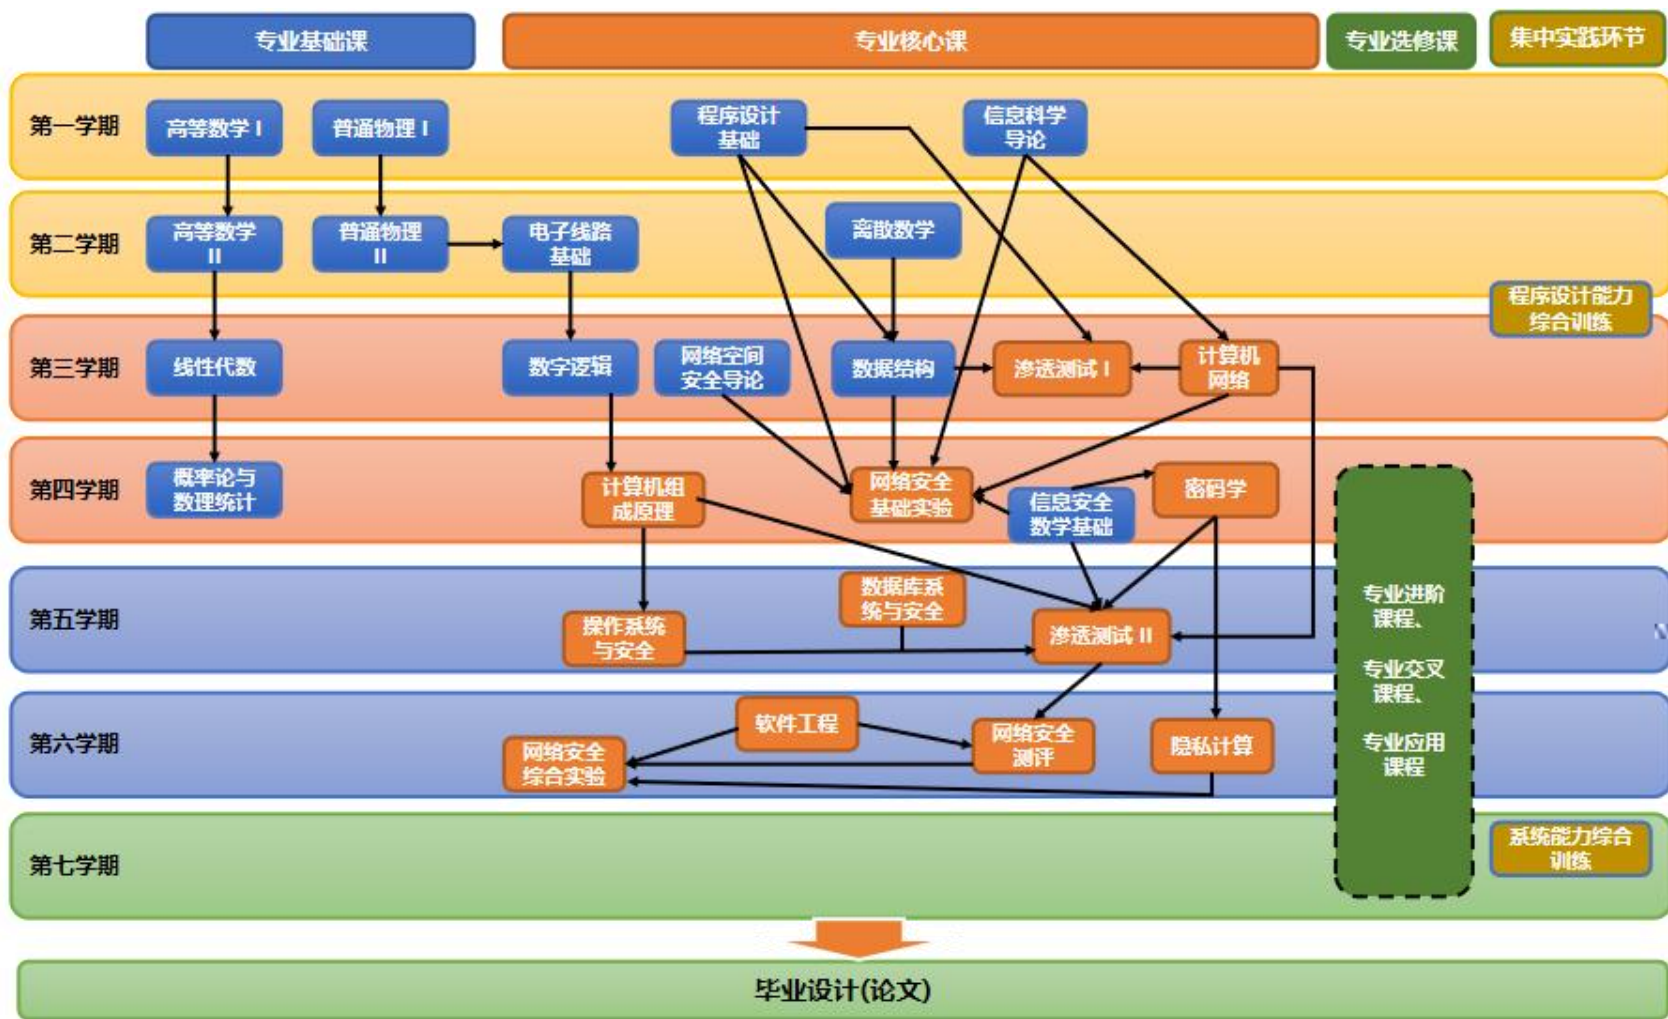 专业基础课
专业核心课
专业选修课
集中实践环节
第一学期
高等数学 I
普通物理 I
程序设计
基础
信息科学
导论
第二学期
高等数学
II
普通物理
II
电子线路
基础
离散数学
程序设计能力
综合训练
第三学期
线性代数
数字逻辑
网络空间
安全导论
数据结构
渗透测试 I
计算机
网络
第四学期
概率论与
数理统计
计算机组
成原理
网络安全
基础实验
信息安全
数学基础
密码学
第五学期
操作系统
与安全
数据库系
统与安全
渗透测试 II
专业进阶
课程、
专业交叉
课程、
专业应用
课程
第六学期
网络安全
综合实验
软件工程
网络安全
测评
隐私计算
第七学期
系统能力综合
训练
毕业设计(论文)